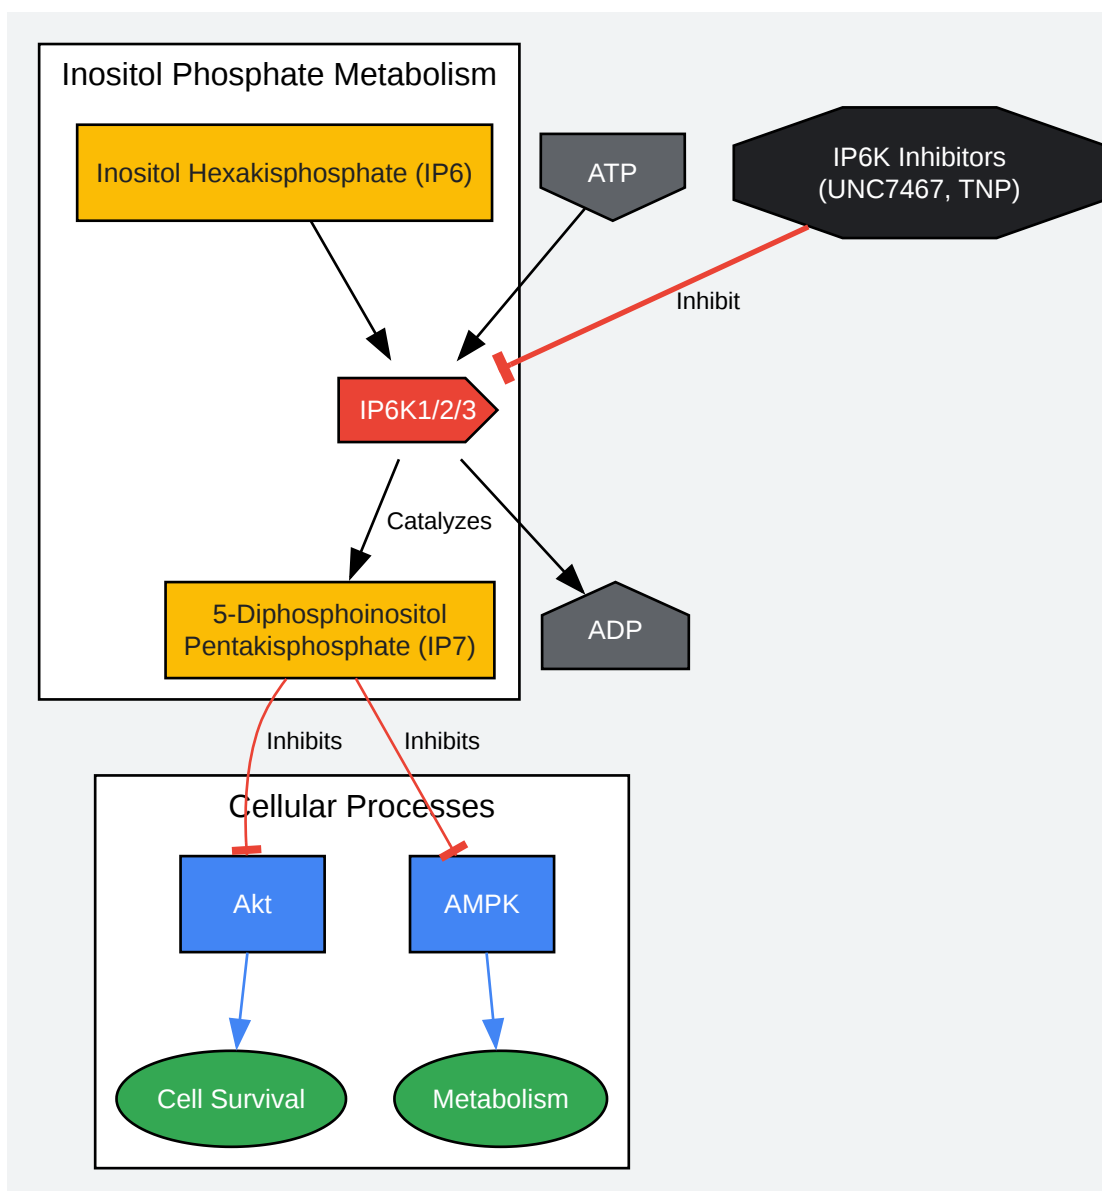 Inositol Phosphate Metabolism
Inositol Hexakisphosphate (IP6)
ATP
IP6K Inhibitors
(UNC7467, TNP)
Inhibit
IP6K1/2/3
Catalyzes
5-Diphosphoinositol
Pentakisphosphate (IP7)
ADP
Inhibits
Inhibits
Cellular Processes
Akt
AMPK
Cell Survival
Metabolism